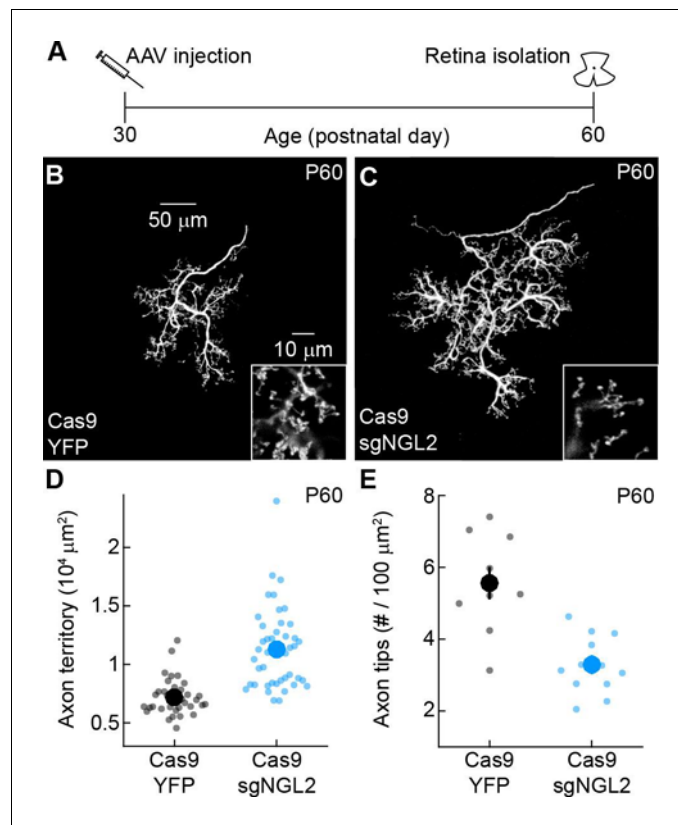 A
AAV injection
Retina isolation
30
Age (postnatal day)
60
B
P60
50 μm
10 μm
Cas9
YFP
C
P60
Cas9
sgNGL2
D
P60
Axon territory (10⁴ μm²)
2
1.5
1
0.5
Cas9
YFP
Cas9
sgNGL2
E
P60
Axon tips (# / 100 μm²)
8
6
4
2
Cas9
YFP
Cas9
sgNGL2